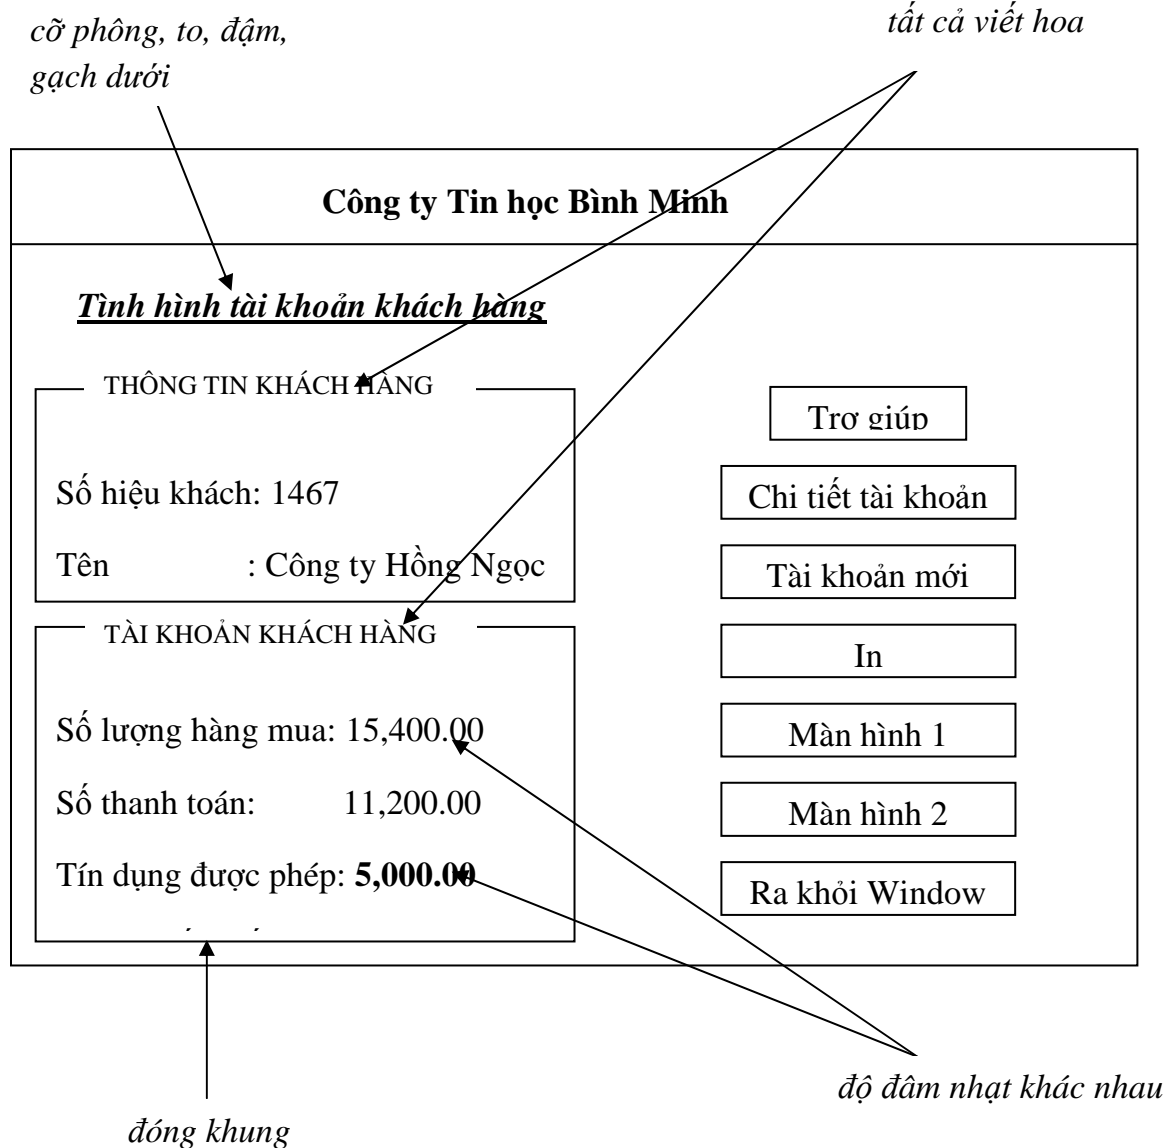 cỡ phông, to, đậm,
gạch dưới
tất cả viết hoa
Công ty Tin học Bình Minh
Tình hình tài khoản khách hàng
THÔNG TIN KHÁCH HÀNG
Số hiệu khách: 1467
Tên : Công ty Hồng Ngọc
TÀI KHOẢN KHÁCH HÀNG
Số lượng hàng mua: 15,400.00
Số thanh toán: 11,200.00
Tín dụng được phép: 5,000.00
Trợ giúp
Chi tiết tài khoản
Tài khoản mới
In
Màn hình 1
Màn hình 2
Ra khỏi Window
độ đâm nhạt khác nhau
đóng khung